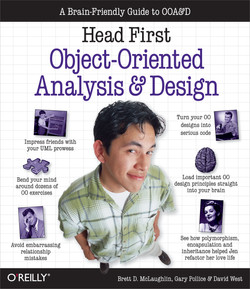 A Brain-Friendly Guide to OOA&D
Head First
Object-Oriented
Analysis & Design
Impress friends with
your UML prowess
Send your mind
around dozens of
OO exercises
Avoid embarrassing
relationship
mistakes
Turn your OO
designs into
serious code
Load important OO
design principles straight
into your brain
See how polymorphism,
encapsulation and
inheritance helped Jen
refactor her love life
O'REILLY®
Brett D. McLaughlin, Gary Pollice & David West